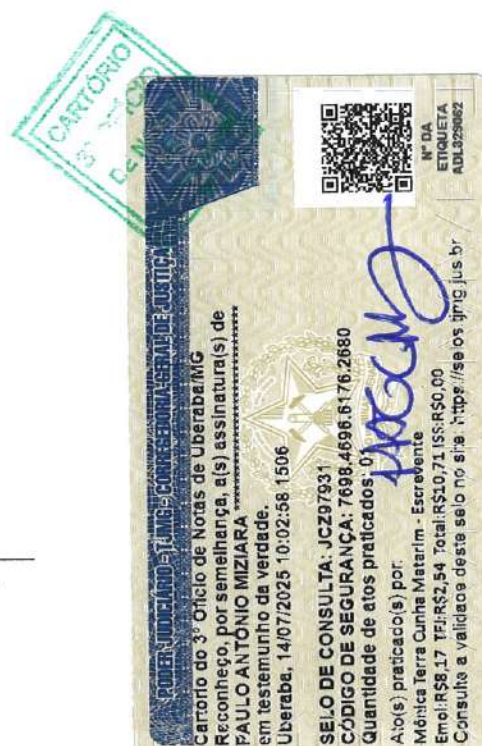 CARTÓRIO
PODER JUDICIÁRIO - TJMG - CORREGEDORIA-GERAL DE JUSTIÇA
Cartório do 3º Ofício de Notas de Uberaba/MG
Reconheço, por semelhança, a(s) assinatura(s) de
PAULO ANTÔNIO MIZIARA
em testemunho da verdade.
Uberaba, 14/07/2025 10:02:58 1506
SELO DE CONSULTA: JCZ97931
CÓDIGO DE SEGURANÇA: 7698.4696.6176.2680
Quantidade de atos praticados: 01
Ato(s) praticado(s) por:
Mônica Terra Cunha Matarim - Escrevente
Emol:R$8,17 TFJ:R$2,54 Total:R$10,71 ISS:R$0,00
Consulte a validade deste selo no site: https://selos.tjmg.jus.br
Nº DA
ETIQUETA
ADL829062